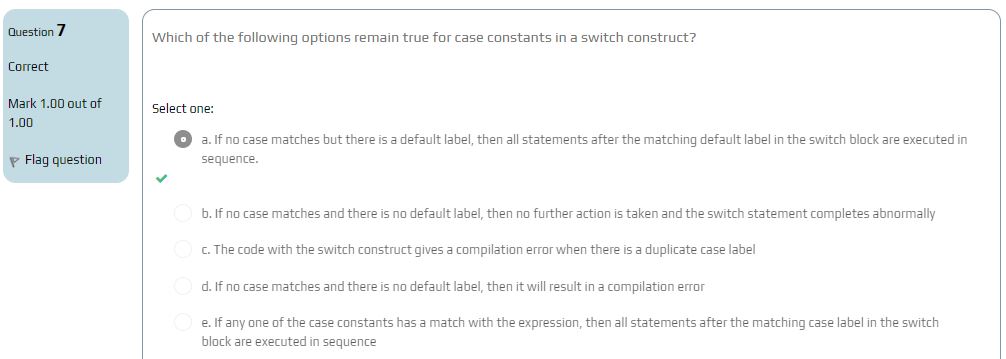 Question 7
Correct
Mark 1.00 out of
1.00
Flag question
Which of the following options remain true for case constants in a switch construct?
Select one:
a. If no case matches but there is a default label, then all statements after the matching default label in the switch block are executed in
sequence.
b. If no case matches and there is no default label, then no further action is taken and the switch statement completes abnormally
c. The code with the switch construct gives a compilation error when there is a duplicate case label
d. If no case matches and there is no default label, then it will result in a compilation error
e. If any one of the case constants has a match with the expression, then all statements after the matching case label in the switch
block are executed in sequence